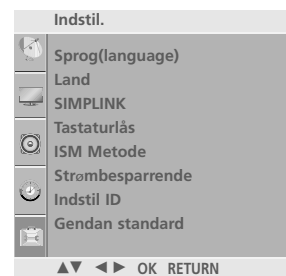 Indstil.
Sprog(language)
Land
SIMPLINK
Tastaturlås
ISM Metode
Strømbesparrende
Indstil ID
Gendan standard
▲▼ ◄► OK RETURN